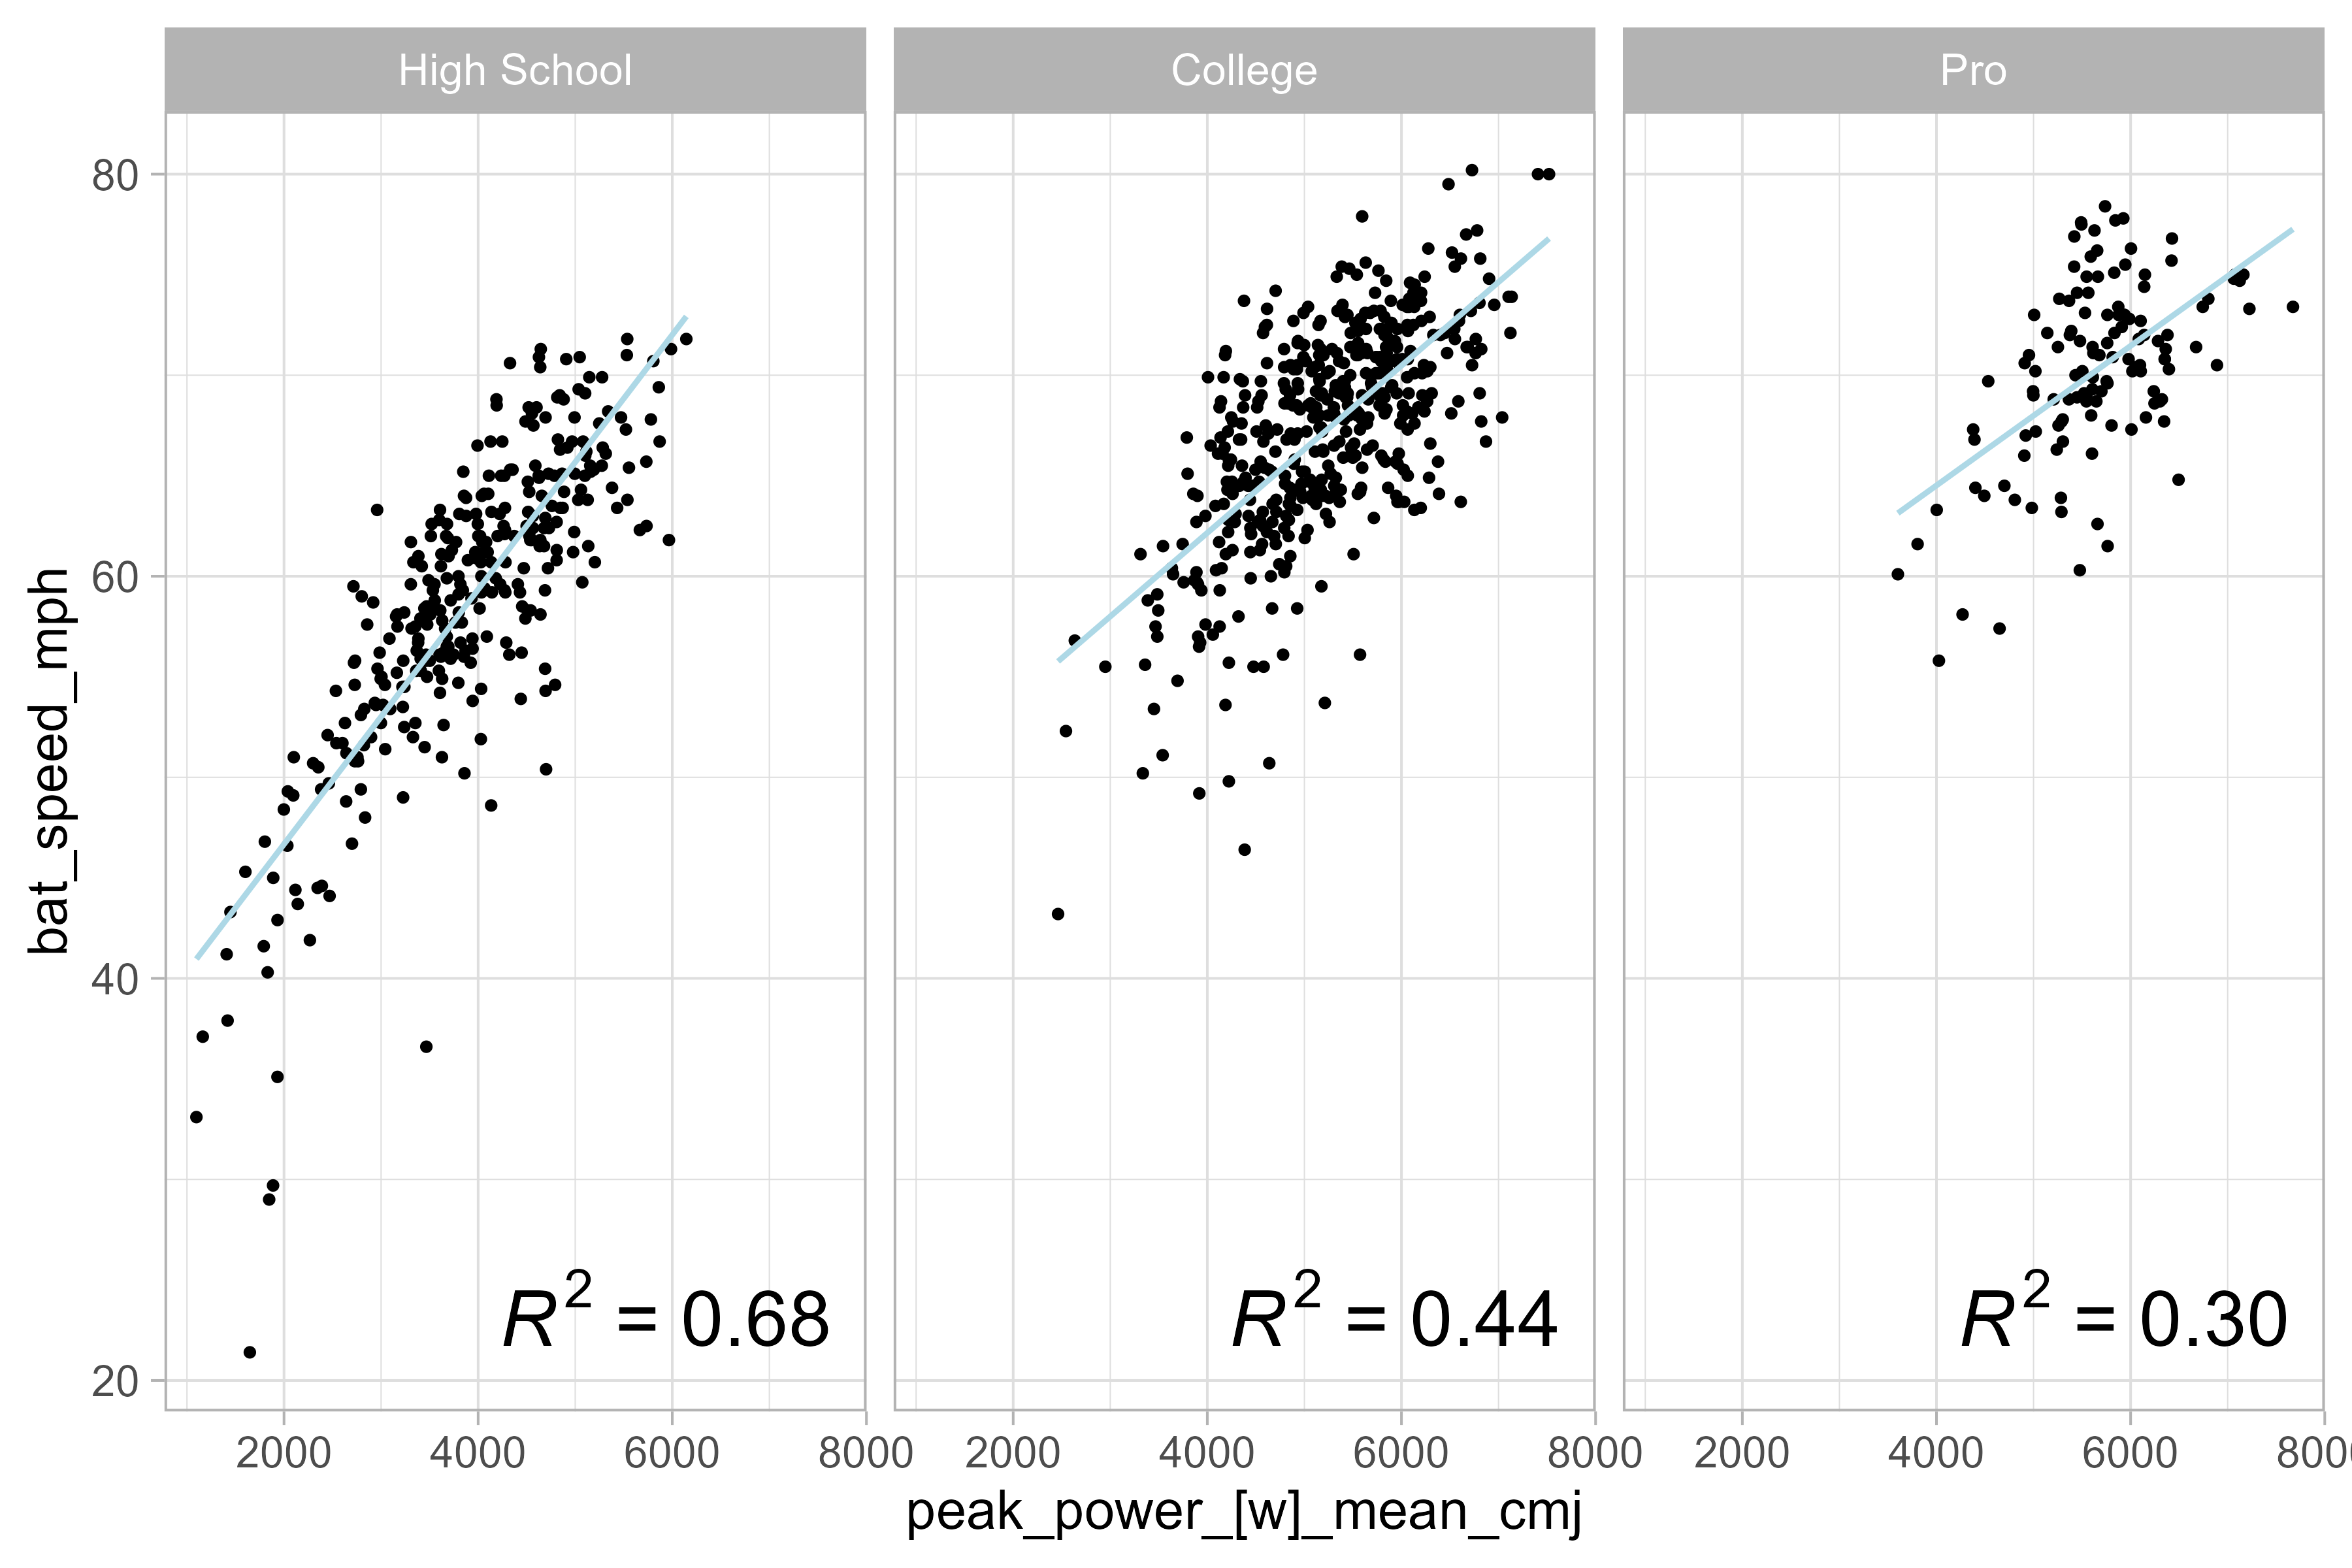 High School College Pro
80
60
40
20
bat_speed_mph
R2 = 0.68 R2 = 0.44 R2 = 0.30
2000 4000 6000 8000 2000 4000 6000 8000 2000 4000 6000 800
peak_power_[w]_mean_cmj